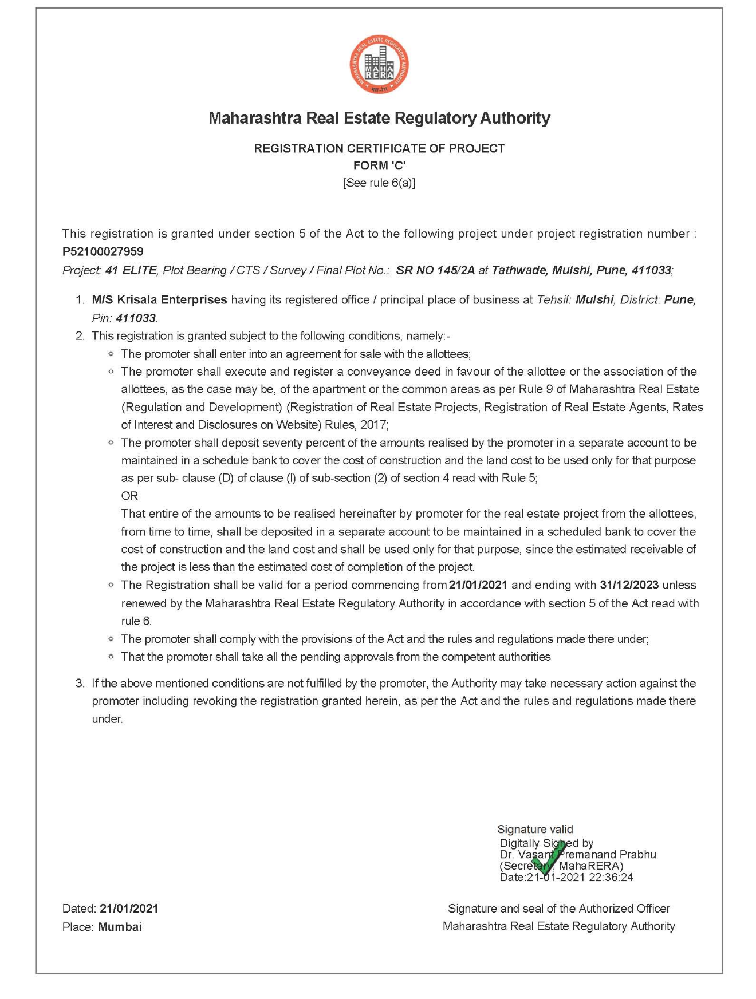 MAHARASHTRA REAL ESTATE REGULATORY AUTHORITY
MAHA
RERA
महा-रेरा
Maharashtra Real Estate Regulatory Authority
REGISTRATION CERTIFICATE OF PROJECT
FORM 'C'
[See rule 6(a)]
This registration is granted under section 5 of the Act to the following project under project registration number :
P52100027959
Project: 41 ELITE, Plot Bearing / CTS / Survey / Final Plot No.: SR NO 145/2A at Tathwade, Mulshi, Pune, 411033;
1. M/S Krisala Enterprises having its registered office / principal place of business at Tehsil: Mulshi, District: Pune,
Pin: 411033.
2. This registration is granted subject to the following conditions, namely:-
The promoter shall enter into an agreement for sale with the allottees;
The promoter shall execute and register a conveyance deed in favour of the allottee or the association of the
allottees, as the case may be, of the apartment or the common areas as per Rule 9 of Maharashtra Real Estate
(Regulation and Development) (Registration of Real Estate Projects, Registration of Real Estate Agents, Rates
of Interest and Disclosures on Website) Rules, 2017;
The promoter shall deposit seventy percent of the amounts realised by the promoter in a separate account to be
maintained in a schedule bank to cover the cost of construction and the land cost to be used only for that purpose
as per sub- clause (D) of clause (l) of sub-section (2) of section 4 read with Rule 5;
OR
That entire of the amounts to be realised hereinafter by promoter for the real estate project from the allottees,
from time to time, shall be deposited in a separate account to be maintained in a scheduled bank to cover the
cost of construction and the land cost and shall be used only for that purpose, since the estimated receivable of
the project is less than the estimated cost of completion of the project.
The Registration shall be valid for a period commencing from 21/01/2021 and ending with 31/12/2023 unless
renewed by the Maharashtra Real Estate Regulatory Authority in accordance with section 5 of the Act read with
rule 6.
The promoter shall comply with the provisions of the Act and the rules and regulations made there under;
That the promoter shall take all the pending approvals from the competent authorities
3. If the above mentioned conditions are not fulfilled by the promoter, the Authority may take necessary action against the
promoter including revoking the registration granted herein, as per the Act and the rules and regulations made there
under.
Signature valid
Digitally Signed by
Dr. Vasant Premanand Prabhu
(Secretary, MahaRERA)
Date:21-01-2021 22:36:24
Dated: 21/01/2021
Place: Mumbai
Signature and seal of the Authorized Officer
Maharashtra Real Estate Regulatory Authority